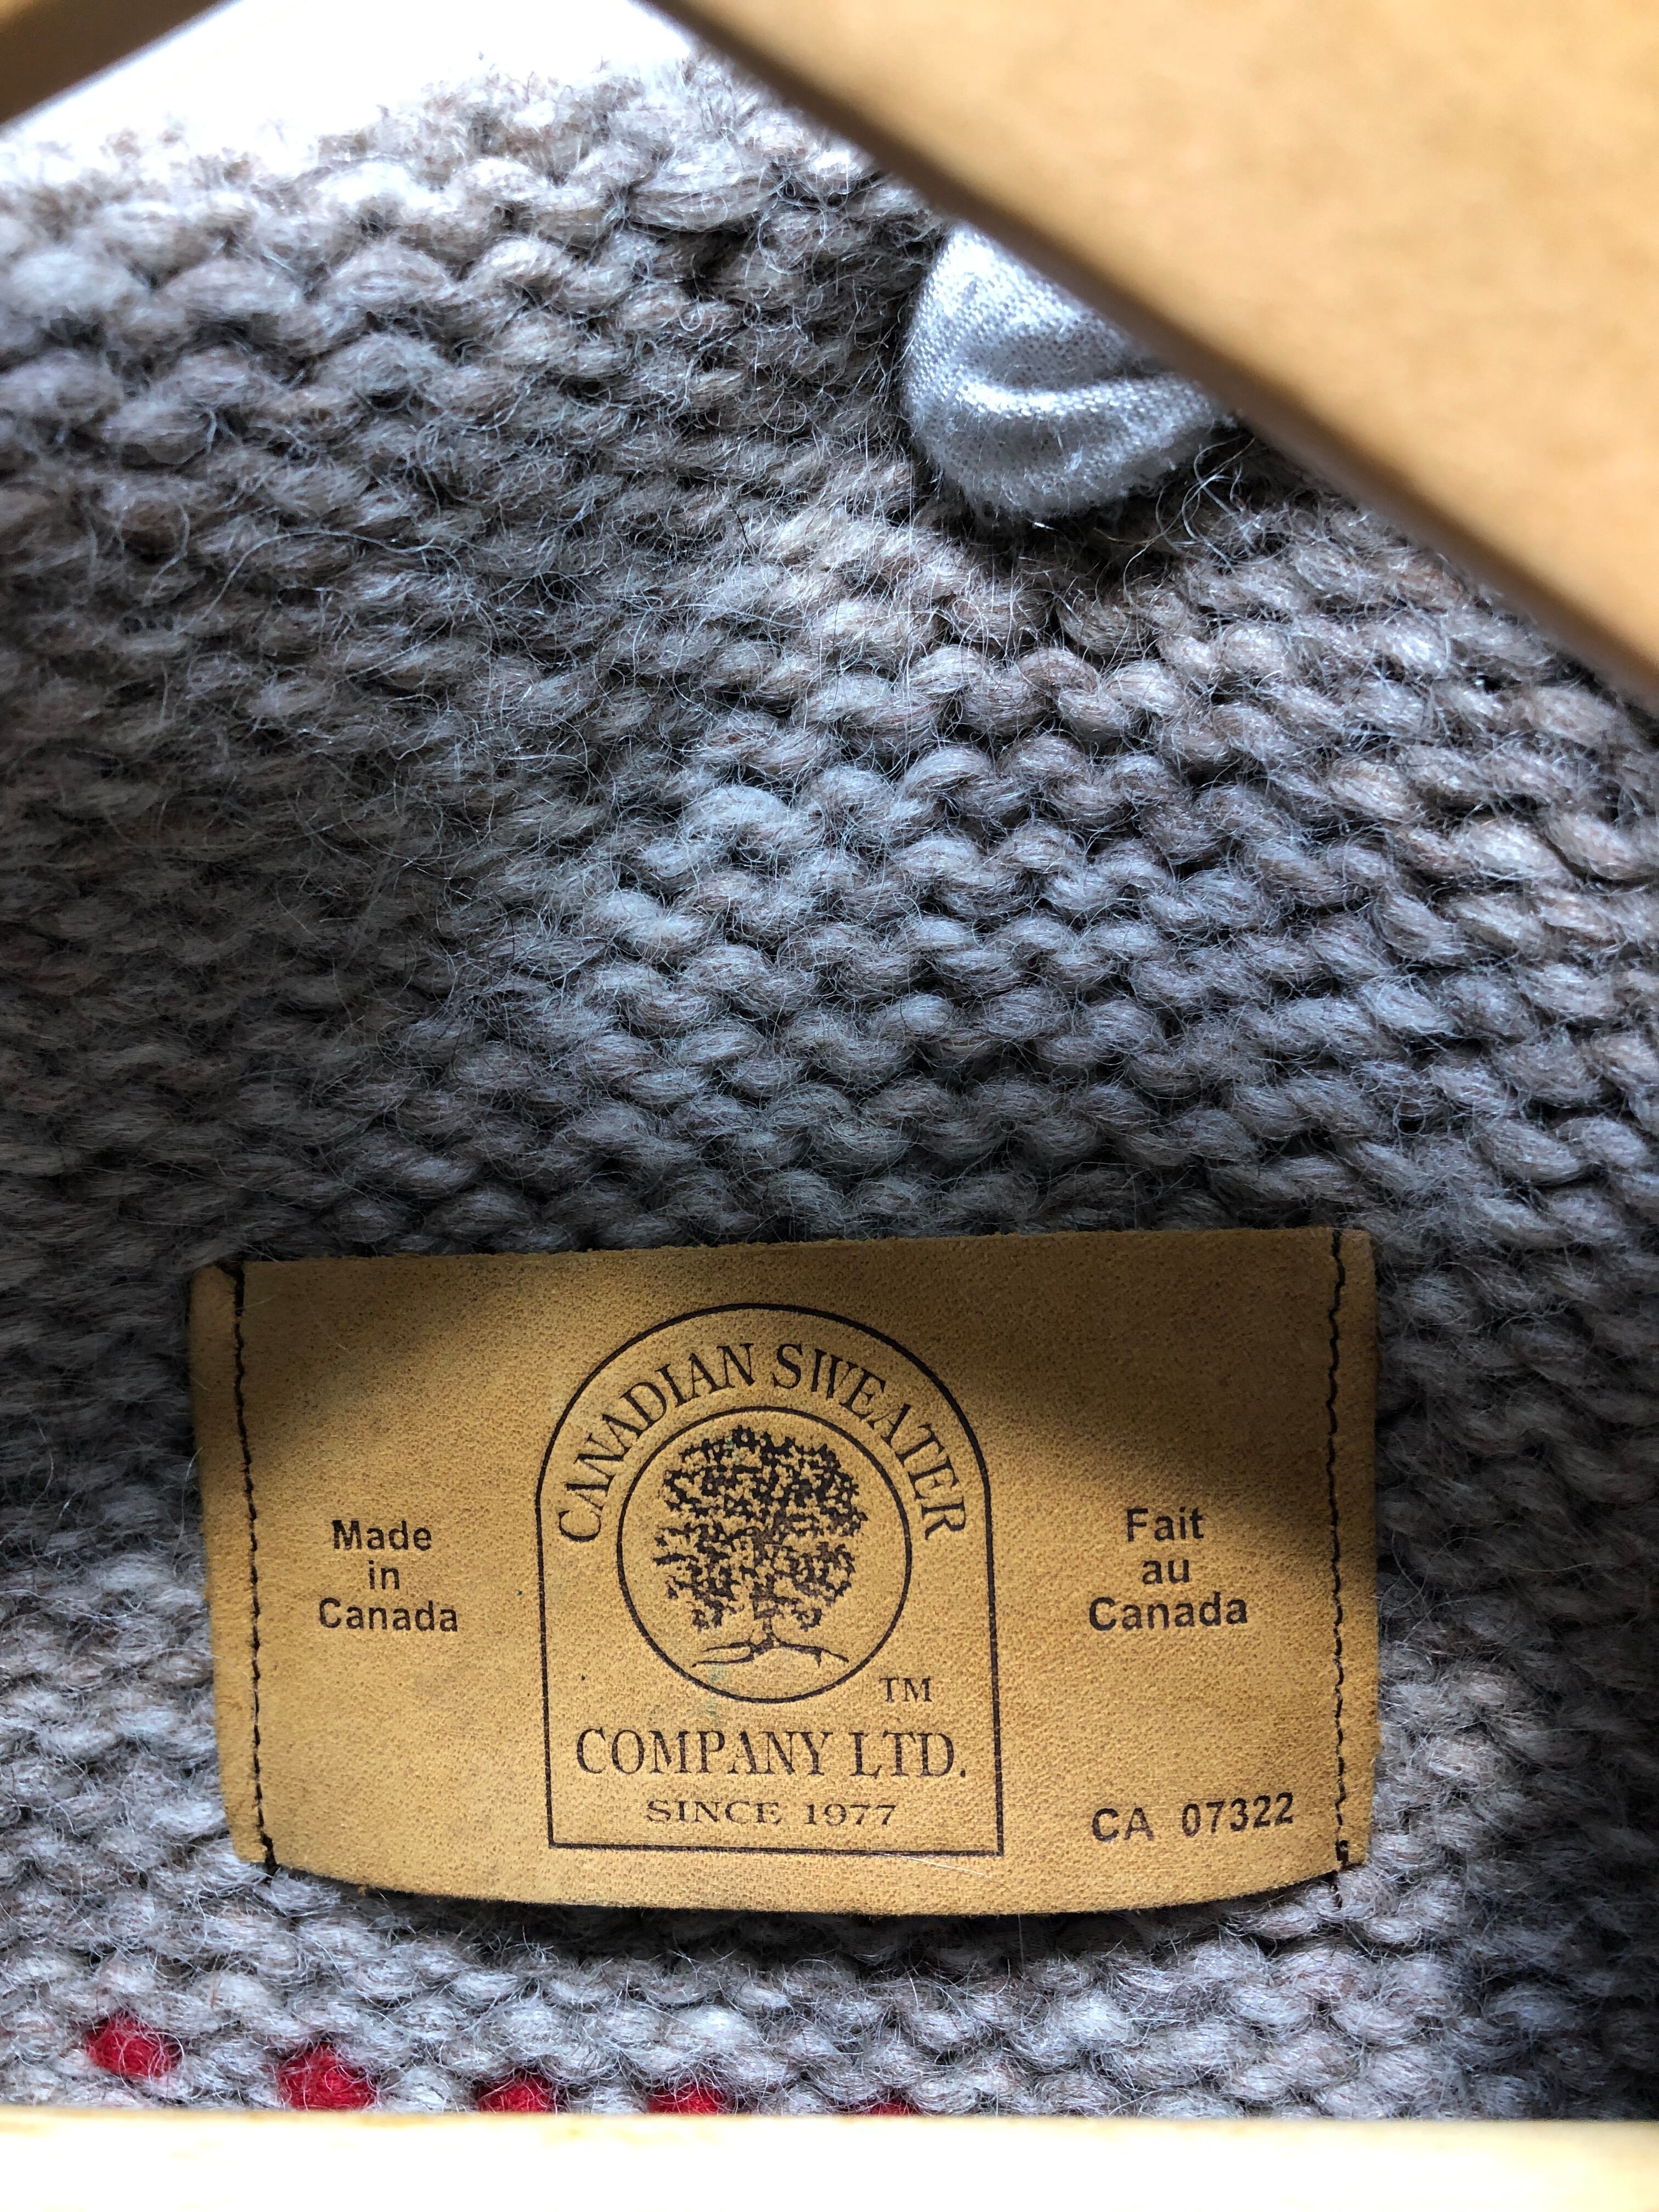 CANADIAN SWEATER
Made
in
Canada
Fait
au
Canada
TM
COMPANY LTD.
SINCE 1977
CA 07322